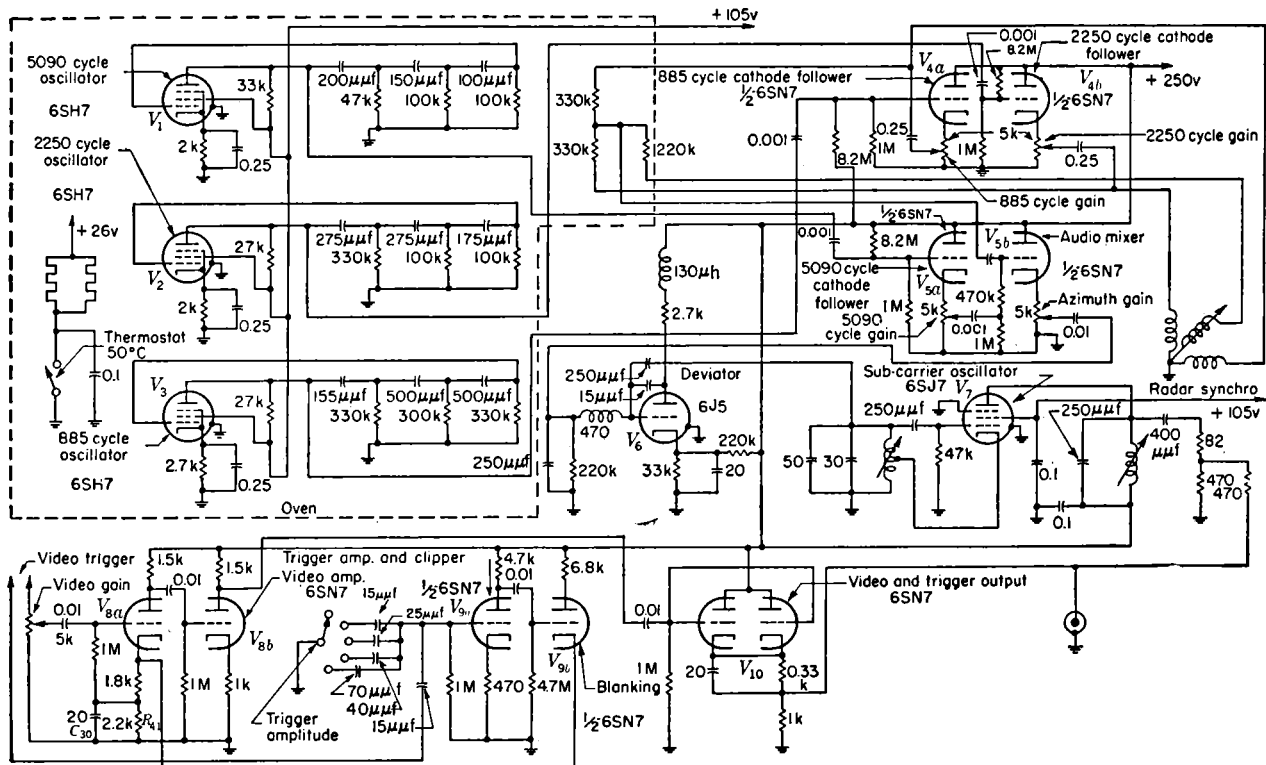 + 105v
5090 cycle
oscillator
6SH7
V1
33k
200μμf
150μμf
100μμf
47k
100k
100k
2k
0.25
2250 cycle
oscillator
6SH7
+ 26v
V2
27k
275μμf
275μμf
175μμf
330k
100k
100k
2k
0.25
Thermostat
50°C
0.1
V3
27k
155μμf
500μμf
500μμf
330k
300k
330k
885 cycle
oscillator
6SH7
2.7k
0.25
Oven
330k
330k
220k
0.001
885 cycle cathode follower
½-6SN7
V4a
0.001
8.2M
2250 cycle cathode
follower
V4b
+ 250v
½-6SN7
0.25
8.2M
1M
5k
1M
2250 cycle gain
0.25
885 cycle gain
½-6SN7
0.001
8.2M
V5b
Audio mixer
½-6SN7
5090 cycle
cathode
follower
V5a
5090
cycle gain
1M
5k
470k
0.001
1M
5k
Azimuth gain
0.01
130μh
2.7k
250μμf
15μμf
Deviator
6J5
V6
470
250μμf
220k
33k
20
220k
Sub-carrier oscillator
6SJ7
V7
250μμf
50
30
47k
0.1
250μμf
0.1
Radar synchro
+ 105v
400
μμf
82
470
470
Video trigger
Video gain
0.01
5k
V8a
1.5k
0.01
1.5k
Video amp.
6SN7
V8b
1M
1.8k
20
C30
2.2k
R41
1M
1k
Trigger amp. and clipper
15μμf
25μμf
70μμf
40μμf
15μμf
Trigger
amplitude
½-6SN7
V9a
4.7k
0.01
6.8k
1M
470
4.7M
V9b
Blanking
½-6SN7
0.01
1M
Video and trigger output
6SN7
20
V10
0.33
k
1k